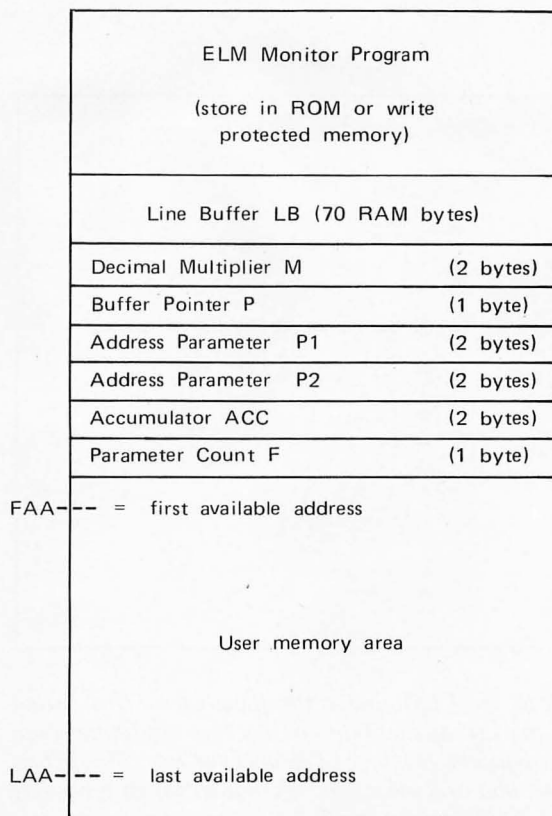 ELM Monitor Program
(store in ROM or write
protected memory)
Line Buffer LB (70 RAM bytes)
Decimal Multiplier M (2 bytes)
Buffer Pointer P (1 byte)
Address Parameter P1 (2 bytes)
Address Parameter P2 (2 bytes)
Accumulator ACC (2 bytes)
Parameter Count F (1 byte)
FAA---- = first available address
User memory area
LAA---- = last available address